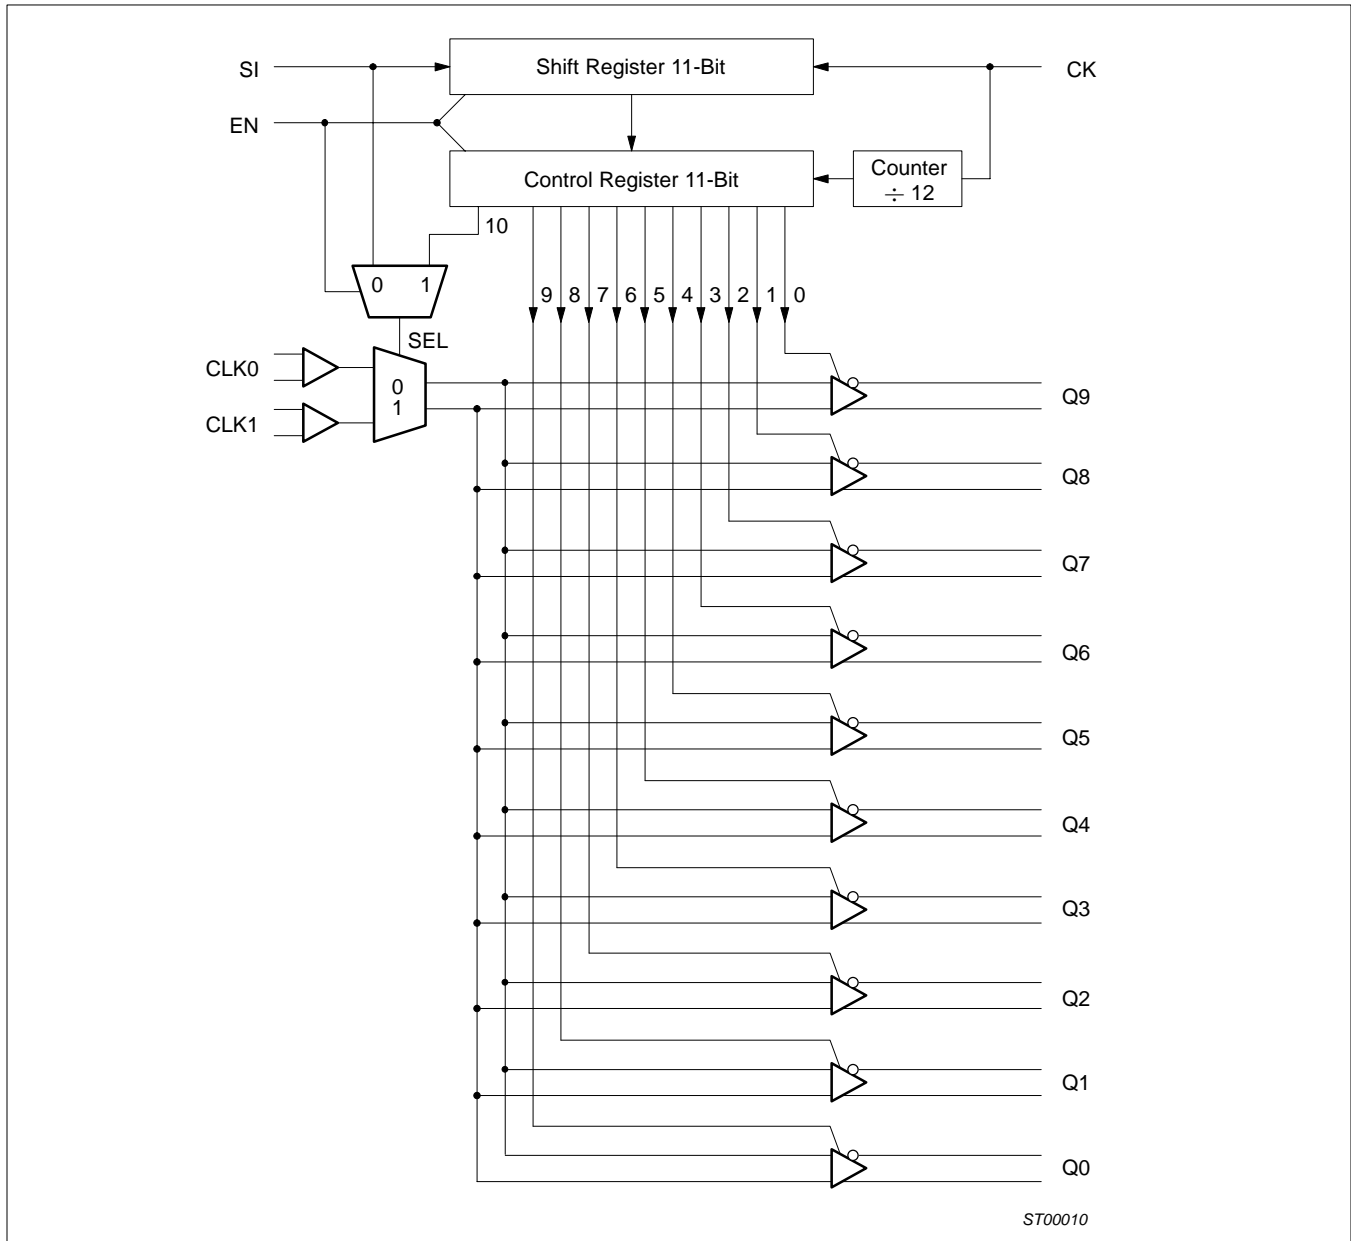 SI
Shift Register 11-Bit
CK
EN
Control Register 11-Bit
Counter
÷ 12
10
0 1
9 8 7 6 5 4 3 2 1 0
SEL
CLK0
0
1
CLK1
Q9
Q8
Q7
Q6
Q5
Q4
Q3
Q2
Q1
Q0
ST00010